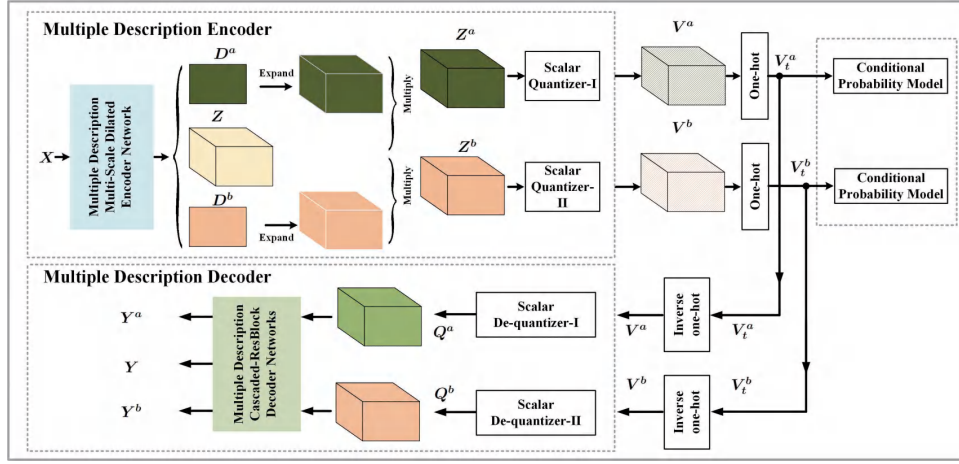 Multiple Description Encoder
D^a
Expand
Z
D^b
Expand
X
Multiple Description
Multi-Scale Dilated
Encoder Network
Multiply
Multiply
Z^a
Z^b
Scalar
Quantizer-I
Scalar
Quantizer-
II
V^a
V^b
One-hot
One-hot
V_t^a
V_t^b
Conditional
Probability Model
Conditional
Probability Model
Multiple Description Decoder
Y^a
Y
Y^b
Multiple Description
Cascaded-ResBlock
Decoder Networks
Q^a
Q^b
Scalar
De-quantizer-I
Scalar
De-quantizer-II
V^a
V^b
Inverse
one-hot
Inverse
one-hot
V_t^a
V_t^b